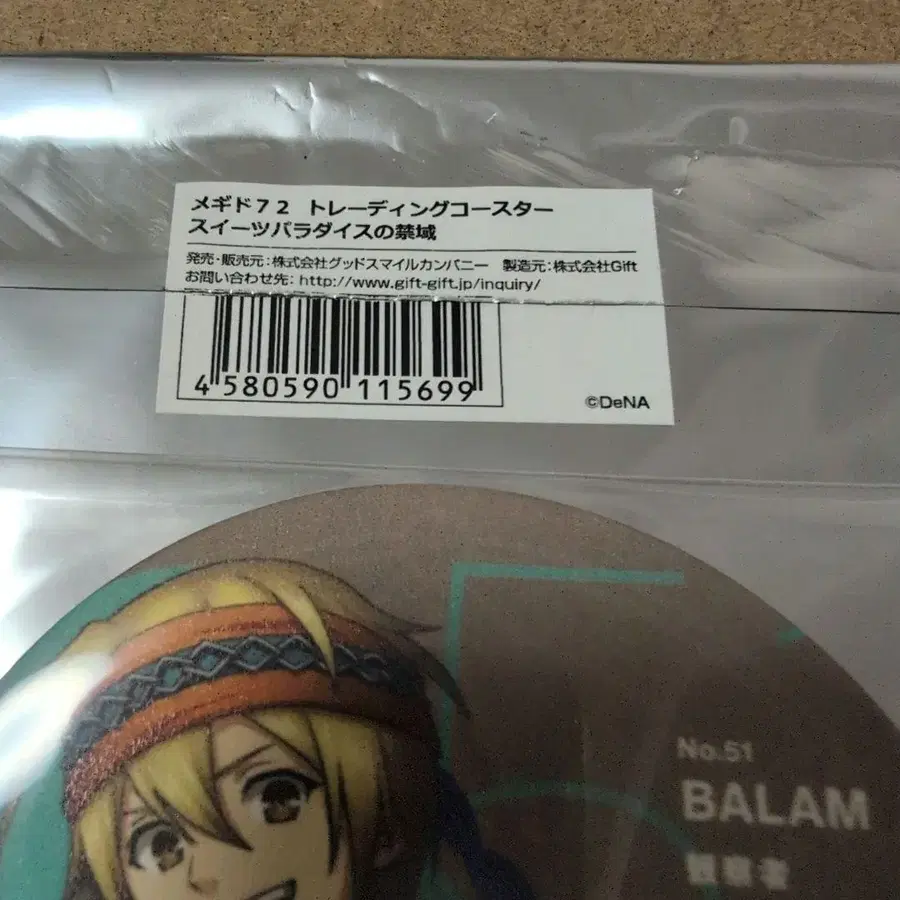 メギド72 トレーディングコースター
スイーツパラダイスの禁域
発売・販売元：株式会社グッドスマイルカンパニー 製造元：株式会社Gift
お問い合わせ先：http://www.gift-gift.jp/inquiry/
4 580590 115699
©DeNA
No.51
BALAM
観察者